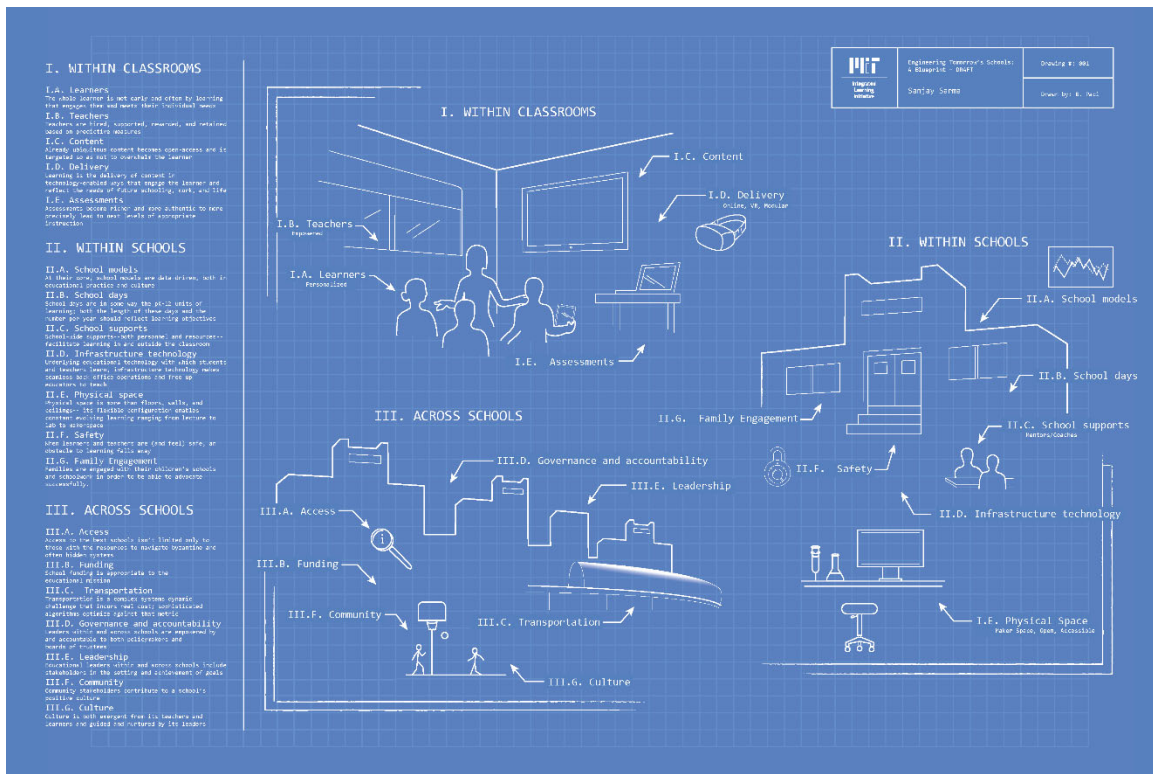 I. WITHIN CLASSROOMS
I.A. Learners
The whole learner is met early and often by learning
that engages them and meets their individual needs
I.B. Teachers
Teachers are hired, supported, rewarded, and retained
based on predictive measures
I.C. Content
Already ubiquitous content becomes open-access and is
targeted so as not to overwhelm the learner
I.D. Delivery
Learning is the delivery of content in
technology-enabled ways that engage the learner and
reflect the needs of future schooling, work, and life
I.E. Assessments
Assessments become richer and more authentic to more
precisely lead to next levels of appropriate
instruction
II. WITHIN SCHOOLS
II.A. School models
At their core, school models are data-driven, both in
educational practice and culture
II.B. School days
School days are in some way the pk-12 units of
learning; both the length of these days and the
number per year should reflect learning objectives
II.C. School supports
School-side supports--both personnel and resources--
facilitate learning in and outside the classroom
II.D. Infrastructure technology
Underlying educational technology with which students
and teachers learn, infrastructure technology makes
seamless back office operations and frees up
educators to teach
II.E. Physical space
Physical space is more than floors, walls, and
ceilings-- its flexible configuration enables
constant evolving learning ranging from lecture to
lab to makerspace
II.F. Safety
When learners and teachers are (and feel) safe, an
obstacle to learning falls away
II.G. Family Engagement
Families are engaged with their children's schools
and schoolwork in order to be able to advocate
successfully.
III. ACROSS SCHOOLS
III.A. Access
Access to the best schools isn't limited only to
those with the resources to navigate byzantine and
often hidden systems
III.B. Funding
School funding is appropriate to the
educational mission
III.C. Transportation
Transportation is a complex systems dynamic
challenge that incurs real cost; sophisticated
algorithms optimize against that metric
III.D. Governance and accountability
Leaders within and across schools are empowered by
and accountable to both policymakers and
boards of trustees
III.E. Leadership
Educational leaders within and across schools include
stakeholders in the setting and achievement of goals
III.F. Community
Community stakeholders contribute to a school's
positive culture
III.G. Culture
Culture is both emergent from its teachers and
learners and guided and nurtured by its leaders
MIT
Integrated
Learning
Initiative
Engineering Tomorrow's Schools:
A Blueprint - DRAFT
Sanjay Sarma
Drawing #: 001
Drawn by:
I. WITHIN CLASSROOMS
I.C. Content
I.D. Delivery
Online, VR, Modular
I.B. Teachers
Empowered
I.A. Learners
Personalized
I.E. Assessments
II. WITHIN SCHOOLS
II.A. School models
II.B. School days
II.G. Family Engagement
II.C. School supports
Mentors/Coaches
II.F. Safety
II.D. Infrastructure technology
I.E. Physical Space
Maker Space, Open, Accessible
III. ACROSS SCHOOLS
III.D. Governance and accountability
III.E. Leadership
III.A. Access
i
III.B. Funding
III.F. Community
III.C. Transportation
III.G. Culture